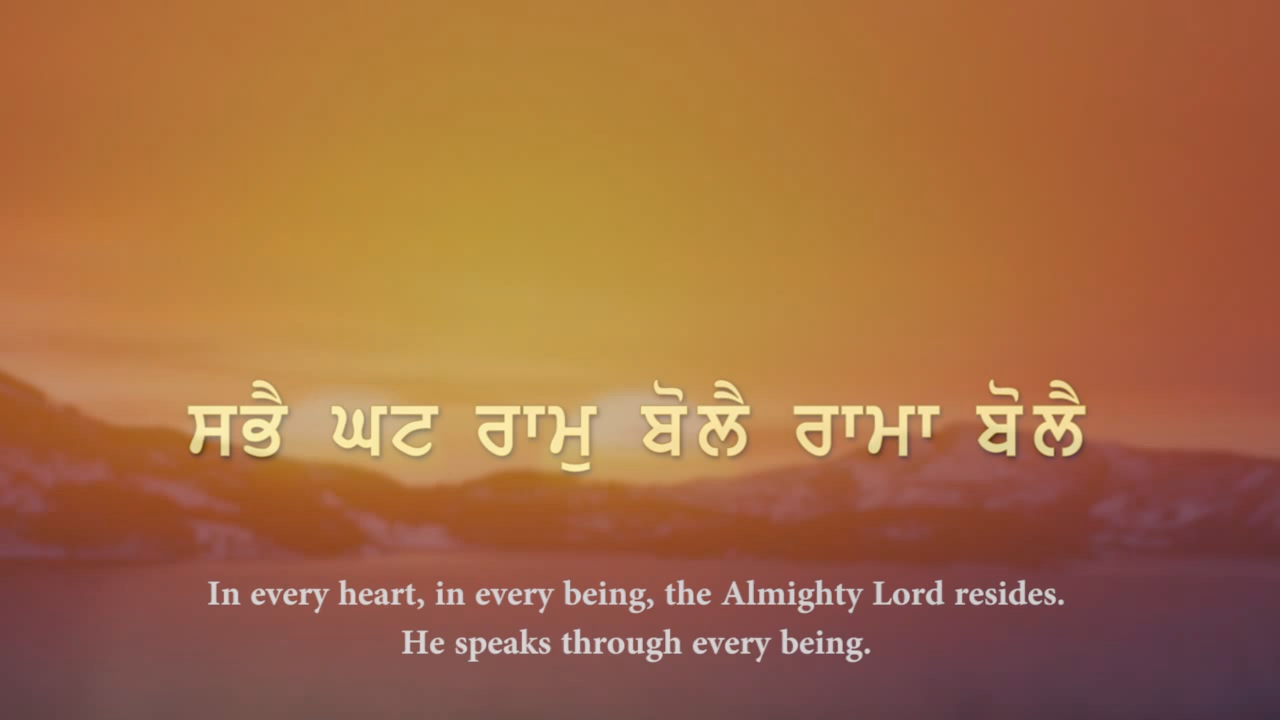 ਸਭੈ ਘਟ ਰਾਮੁ ਬੋਲੈ ਰਾਮਾ ਬੋਲੈ
In every heart, in every being, the Almighty Lord resides.
He speaks through every being.